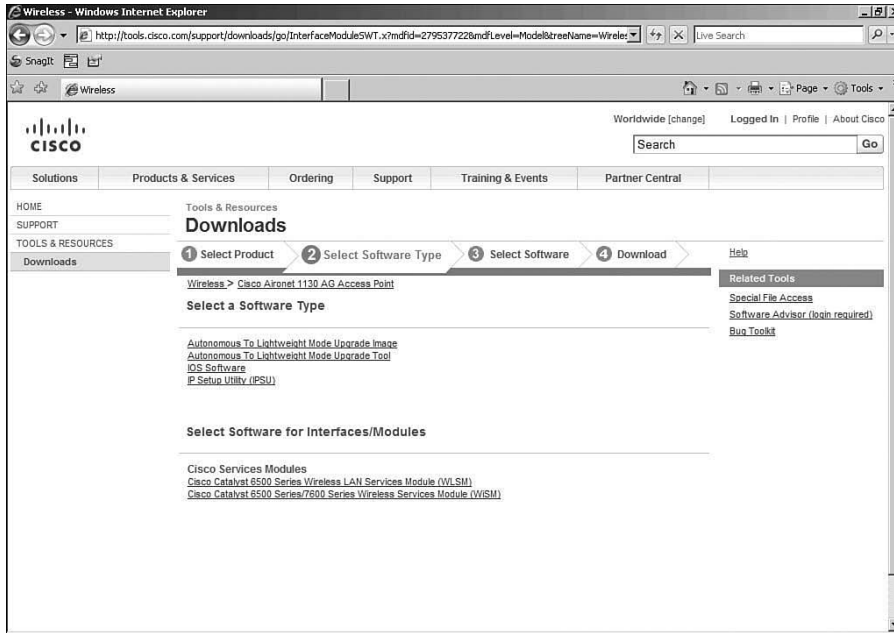 Wireless - Windows Internet Explorer
http://tools.cisco.com/support/downloads/go/InterfaceModuleSWT.x?mdfid=279537722&mdfLevel=Model&treeName=Wireles
Live Search
SnagIt
Wireless
Page
Tools
Worldwide [change]
Logged In | Profile | About Cisco
CISCO
Search
Go
Solutions
Products & Services
Ordering
Support
Training & Events
Partner Central
HOME
SUPPORT
TOOLS & RESOURCES
Downloads
Tools & Resources
Downloads
1 Select Product
2 Select Software Type
3 Select Software
4 Download
Wireless > Cisco Aironet 1130 AG Access Point
Select a Software Type
Autonomous To Lightweight Mode Upgrade Image
Autonomous To Lightweight Mode Upgrade Tool
IOS Software
IP Setup Utility (IPSU)
Select Software for Interfaces/Modules
Cisco Services Modules
Cisco Catalyst 6500 Series Wireless LAN Services Module (WLSM)
Cisco Catalyst 6500 Series/7600 Series Wireless Services Module (WiSM)
Help
Related Tools
Special File Access
Software Advisor (login required)
Bug Toolkit